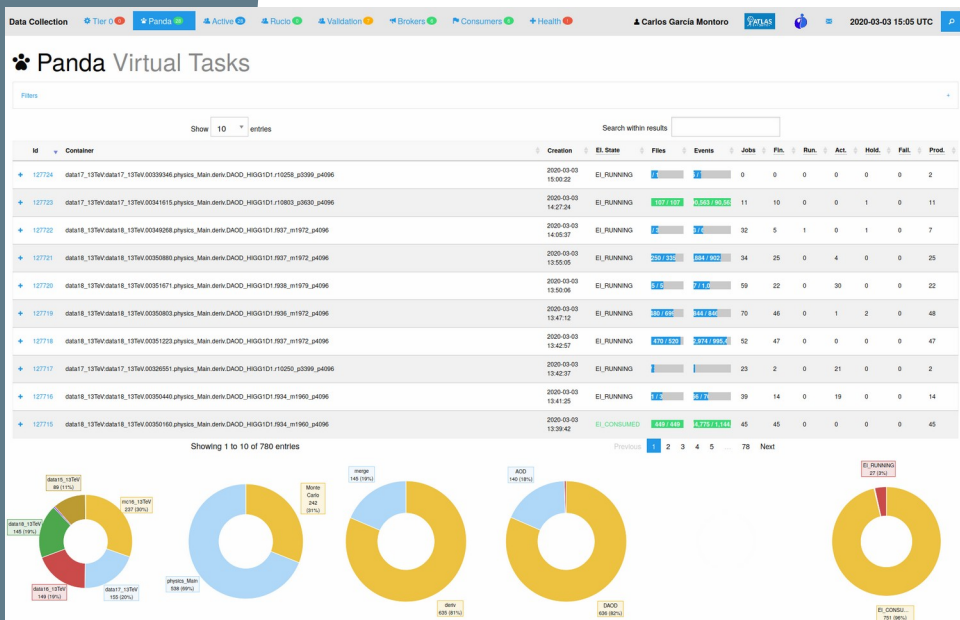 Data Collection Tier 0 Panda Active Rucio Validation Brokers Consumers Health Carlos García Montoro ATLAS 2020-03-03 15:05 UTC
Panda Virtual Tasks
Filters
Show 10 entries Search within results
Id Container Creation EI. State Files Events Jobs Fin. Run. Act. Hold. Fail. Prod.
127724 data17_13TeV:data17_13TeV.00339346.physics_Main.deriv.DAOD_HIGG1D1.r10258_p3399_p4096 2020-03-03 15:00:22 EI_RUNNING 0 0 0 0 0 0 2
127723 data17_13TeV:data17_13TeV.00341615.physics_Main.deriv.DAOD_HIGG1D1.r10803_p3630_p4096 2020-03-03 14:27:24 EI_RUNNING 107 / 107 11 10 0 0 1 0 11
127722 data18_13TeV:data18_13TeV.00349268.physics_Main.deriv.DAOD_HIGG1D1.f937_m1972_p4096 2020-03-03 14:05:37 EI_RUNNING 32 5 1 0 1 0 7
127721 data18_13TeV:data18_13TeV.00350880.physics_Main.deriv.DAOD_HIGG1D1.f937_m1972_p4096 2020-03-03 13:55:05 EI_RUNNING 250 / 335 34 25 0 4 0 0 25
127720 data18_13TeV:data18_13TeV.00351671.physics_Main.deriv.DAOD_HIGG1D1.f938_m1979_p4096 2020-03-03 13:50:06 EI_RUNNING 59 22 0 30 0 0 22
127719 data18_13TeV:data18_13TeV.00350803.physics_Main.deriv.DAOD_HIGG1D1.f936_m1972_p4096 2020-03-03 13:47:12 EI_RUNNING 70 46 0 1 2 0 48
127718 data18_13TeV:data18_13TeV.00351223.physics_Main.deriv.DAOD_HIGG1D1.f937_m1972_p4096 2020-03-03 13:42:57 EI_RUNNING 470 / 520 52 47 0 0 0 0 47
127717 data17_13TeV:data17_13TeV.00326551.physics_Main.deriv.DAOD_HIGG1D1.r10250_p3399_p4096 2020-03-03 13:42:37 EI_RUNNING 23 2 0 21 0 0 2
127716 data18_13TeV:data18_13TeV.00350440.physics_Main.deriv.DAOD_HIGG1D1.f934_m1960_p4096 2020-03-03 13:41:25 EI_RUNNING 39 14 0 19 0 0 14
127715 data18_13TeV:data18_13TeV.00350160.physics_Main.deriv.DAOD_HIGG1D1.f934_m1960_p4096 2020-03-03 13:39:42 EI_CONSUMED 449 / 449 4,775 / 1,144 45 45 0 0 0 0 45
Showing 1 to 10 of 780 entries Previous 1 2 3 4 5 ... 78 Next
data15_13TeV
89 (11%)
mc16_13TeV
237 (30%)
data18_13TeV
145 (19%)
data16_13TeV
149 (19%)
data17_13TeV
155 (20%)
Monte
Carlo
242
(31%)
physics_Main
538 (69%)
merge
145 (19%)
deriv
635 (81%)
AOD
140 (18%)
DAOD
636 (82%)
EI_RUNNING
27 (3%)
EI_CONSU...
751 (96%)